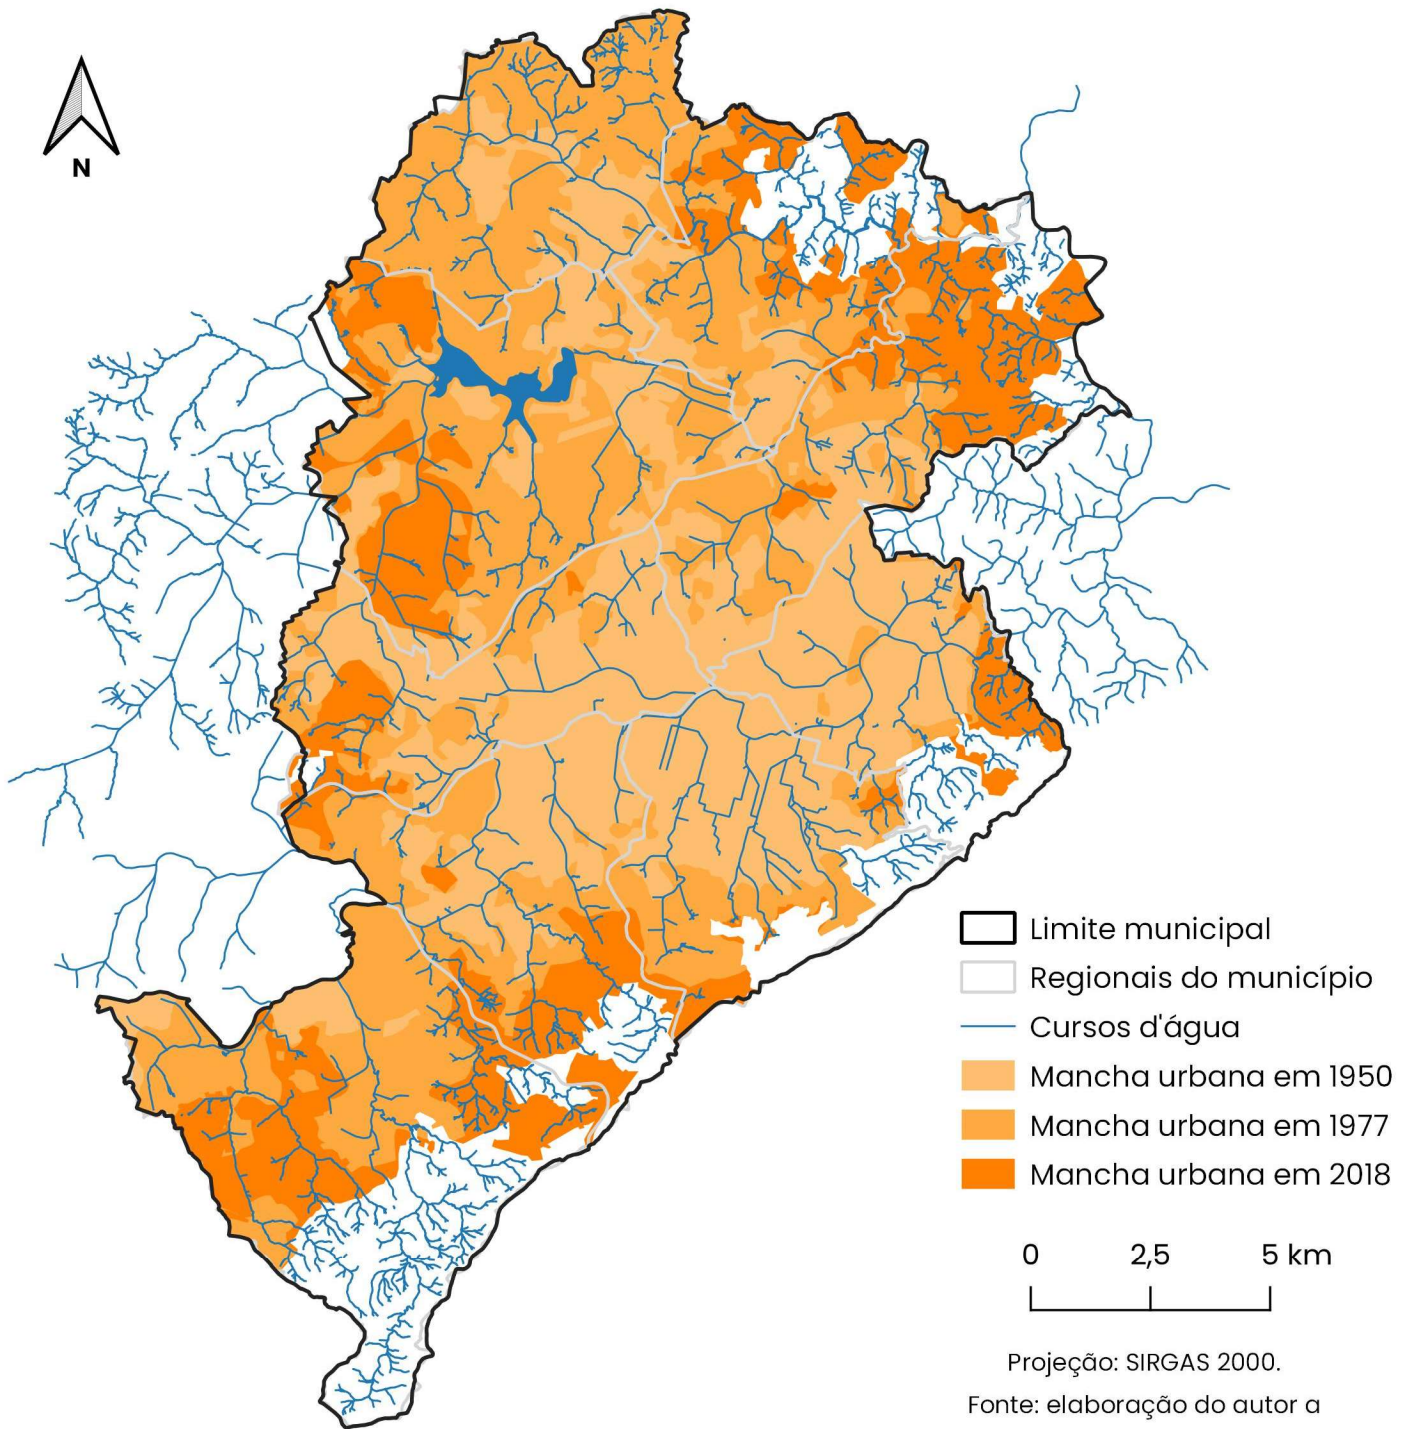 N
Limite municipal
Regionais do município
Cursos d'água
Mancha urbana em 1950
Mancha urbana em 1977
Mancha urbana em 2018
0 2,5 5 km
Projeção: SIRGAS 2000.
Fonte: elaboração do autor a